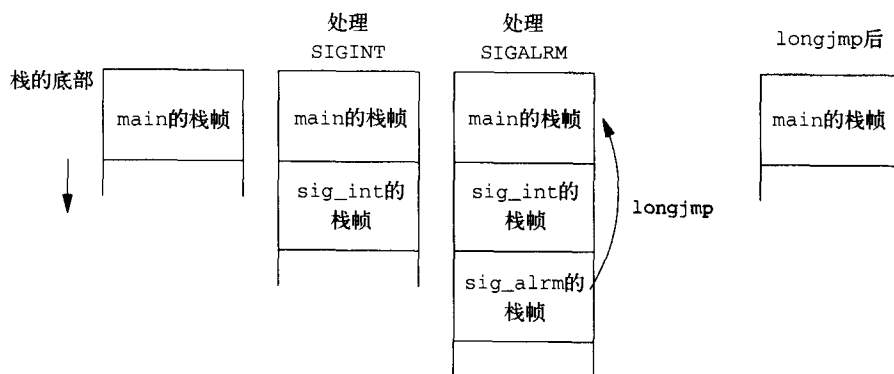 处理
SIGINT
处理
SIGALRM
longjmp后
栈的底部
main的栈帧
main的栈帧
main的栈帧
main的栈帧
sig_int的
栈帧
sig_int的
栈帧
longjmp
sig_alrm的
栈帧